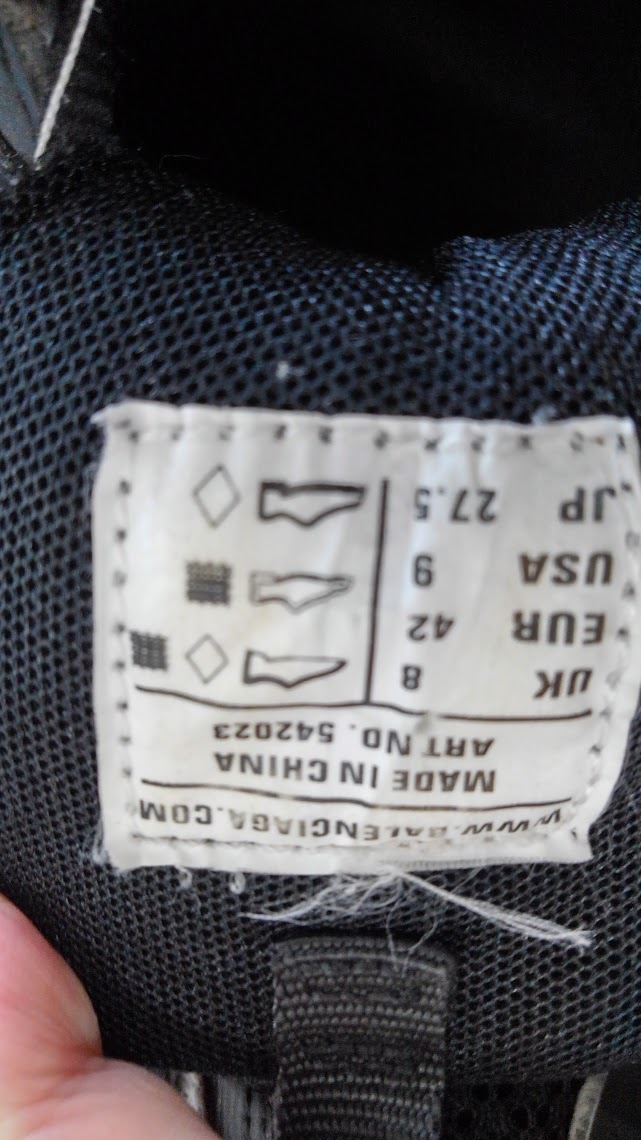 WWW.BALENCIAGA.COM
MADE IN CHINA
ART NO. 542023
UK 8
EUR 42
USA 9
JP 27.5